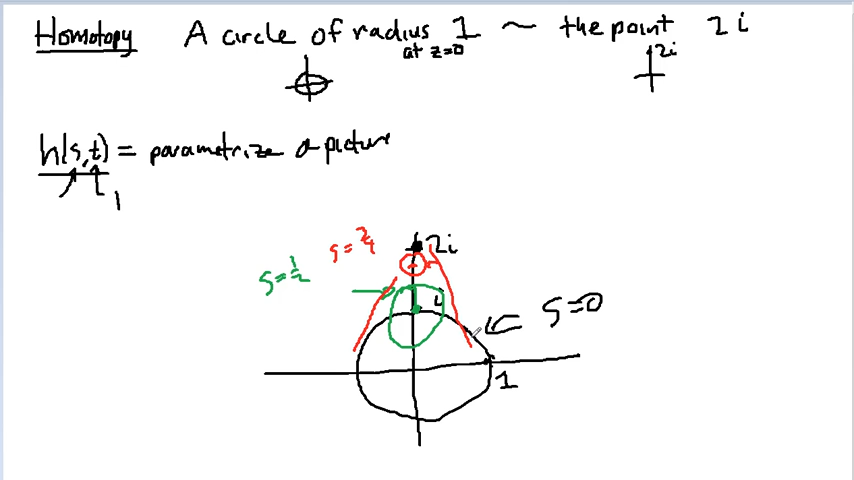 Homotopy A circle of radius 1 ~ the point 2i
at z=0
2i
h(s,t) = parametrize a picture
1
2i
s=3/4
s=1/2
i
s=0
1